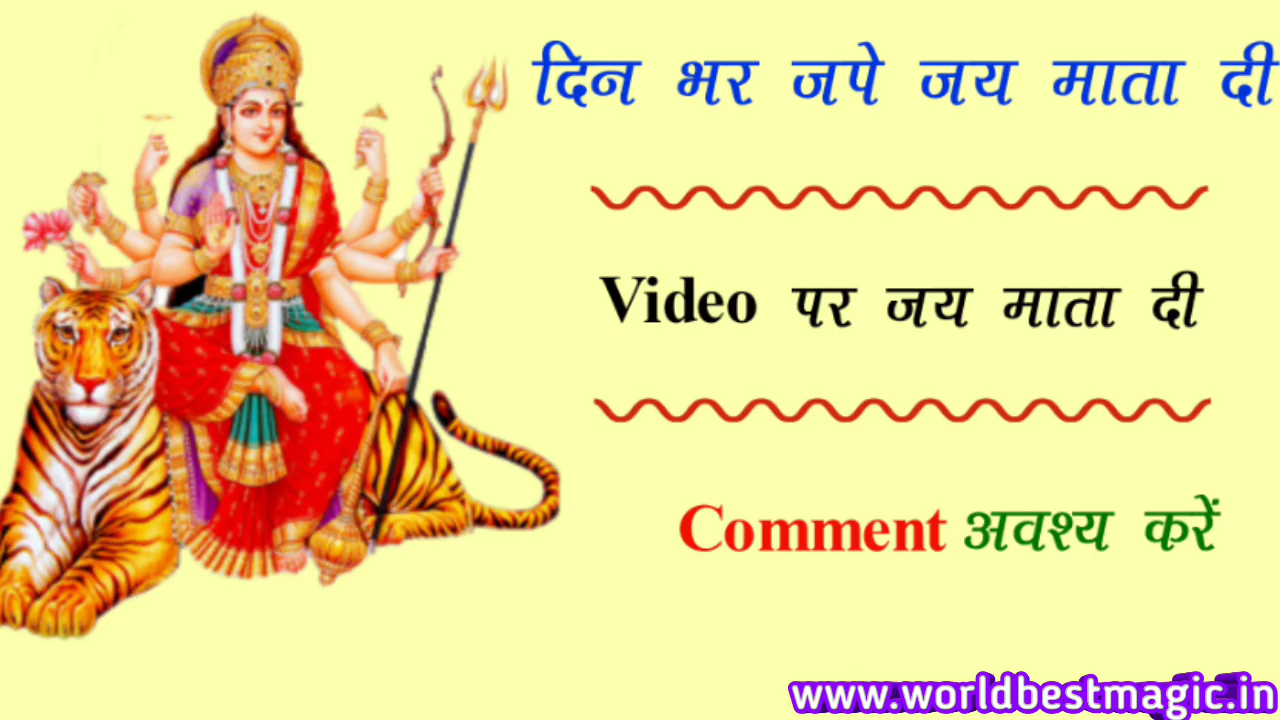 दिन भर जपे जय माता दी
Video पर जय माता दी
Comment अवश्य करें
www.worldbestmagic.in